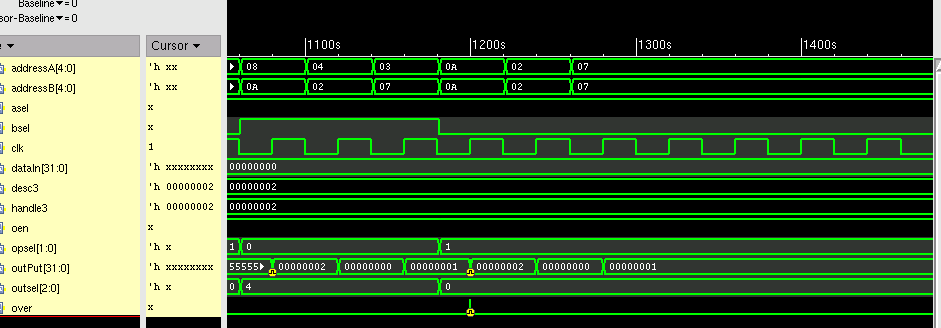 Baseline▼= 0
sor-Baseline▼= 0
e ▼ Cursor ▼ 1100s 1200s 1300s 1400s
addressA[4:0] 'h xx 08 04 03 0A 02 07
addressB[4:0] 'h xx 0A 02 07 0A 02 07
asel x
bsel x
clk 1
dataIn[31:0] 'h xxxxxxxx 00000000
desc3 'h 00000002 00000002
handle3 'h 00000002 00000002
oen x
opsel[1:0] 'h x 1 0 1
outPut[31:0] 'h xxxxxxxx 55555 00000002 00000000 00000001 00000002 00000000 00000001
outsel[2:0] 'h x 0 4 0
over x